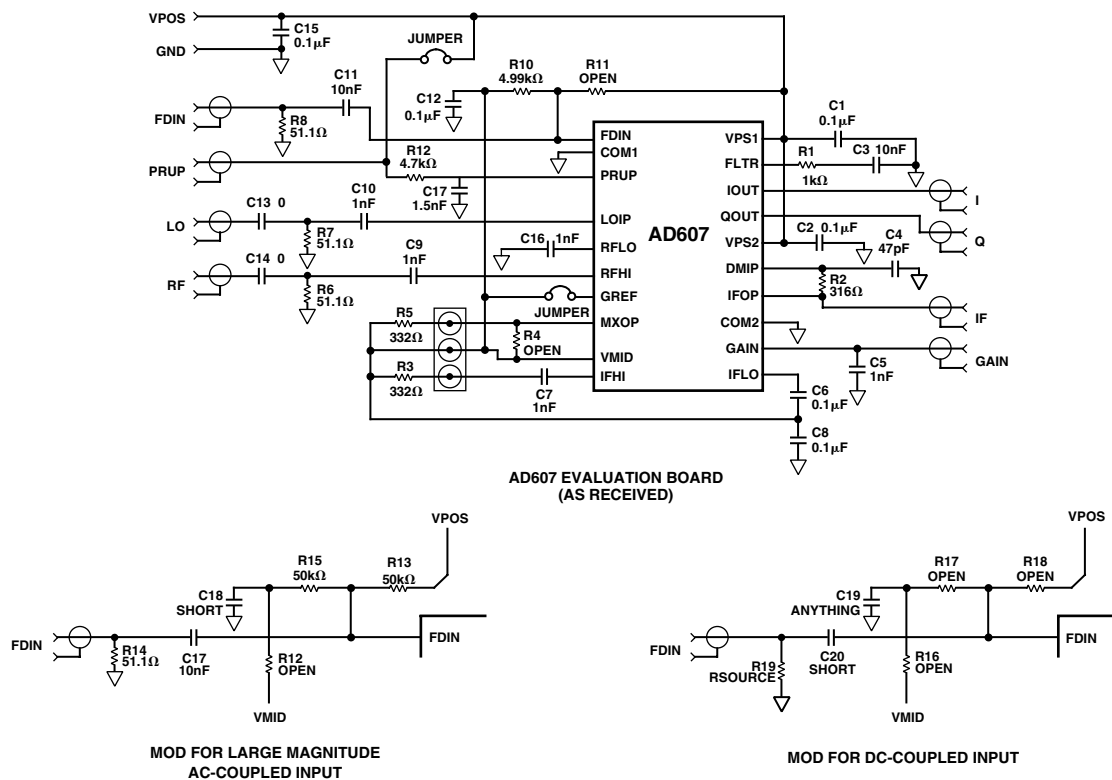 VPOS
GND
C15
0.1µF
JUMPER
R10
4.99kΩ
R11
OPEN
C11
10nF
C12
0.1µF
FDIN
R8
51.1Ω
PRUP
R12
4.7kΩ
C17
1.5nF
LO
C13 0
C10
1nF
R7
51.1Ω
C14 0
C9
1nF
C16 1nF
RF
R6
51.1Ω
JUMPER
R5
332Ω
R4
OPEN
R3
332Ω
C7
1nF
AD607
FDIN
COM1
PRUP
LOIP
RFLO
RFHI
GREF
MXOP
VMID
IFHI
VPS1
FLTR
IOUT
QOUT
VPS2
DMIP
IFOP
COM2
GAIN
IFLO
C1
0.1µF
R1
1kΩ
C3 10nF
I
Q
C2 0.1µF
C4
47pF
R2
316Ω
IF
GAIN
C5
1nF
C6
0.1µF
C8
0.1µF
AD607 EVALUATION BOARD
(AS RECEIVED)
VPOS
R15
50kΩ
R13
50kΩ
C18
SHORT
FDIN
R14
51.1Ω
C17
10nF
R12
OPEN
FDIN
VMID
MOD FOR LARGE MAGNITUDE
AC-COUPLED INPUT
VPOS
R17
OPEN
R18
OPEN
C19
ANYTHING
FDIN
R19
RSOURCE
C20
SHORT
R16
OPEN
FDIN
VMID
MOD FOR DC-COUPLED INPUT